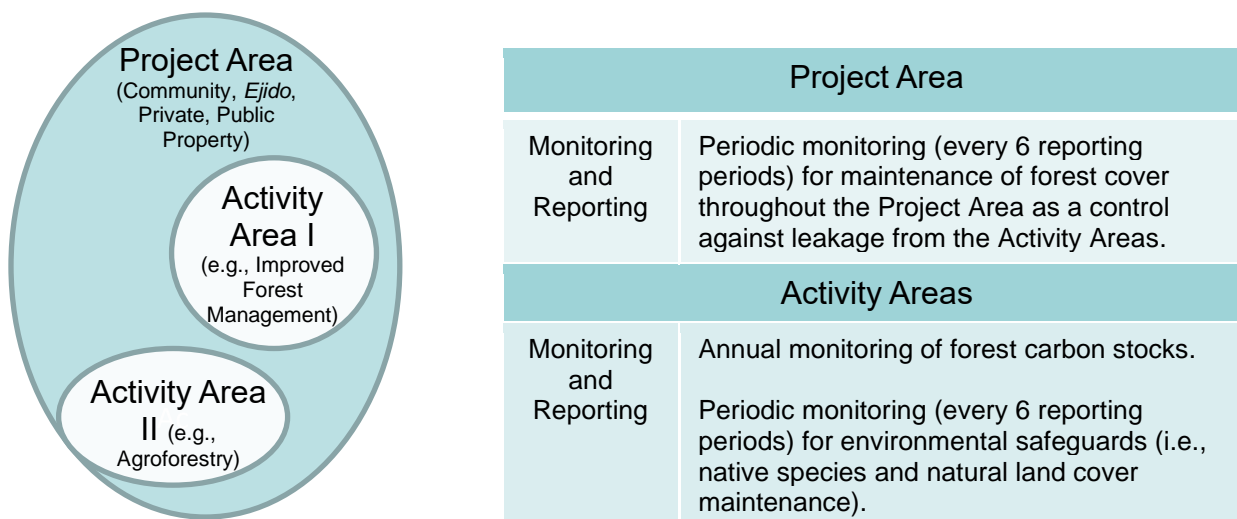 Project Area
(Community, Ejido,
Private, Public
Property)
Activity
Area I
(e.g., Improved
Forest
Management)
Activity Area
II (e.g.,
Agroforestry)
Project Area
Monitoring
and
Reporting
Periodic monitoring (every 6 reporting
periods) for maintenance of forest cover
throughout the Project Area as a control
against leakage from the Activity Areas.
Activity Areas
Monitoring
and
Reporting
Annual monitoring of forest carbon stocks.
Periodic monitoring (every 6 reporting
periods) for environmental safeguards (i.e.,
native species and natural land cover
maintenance).